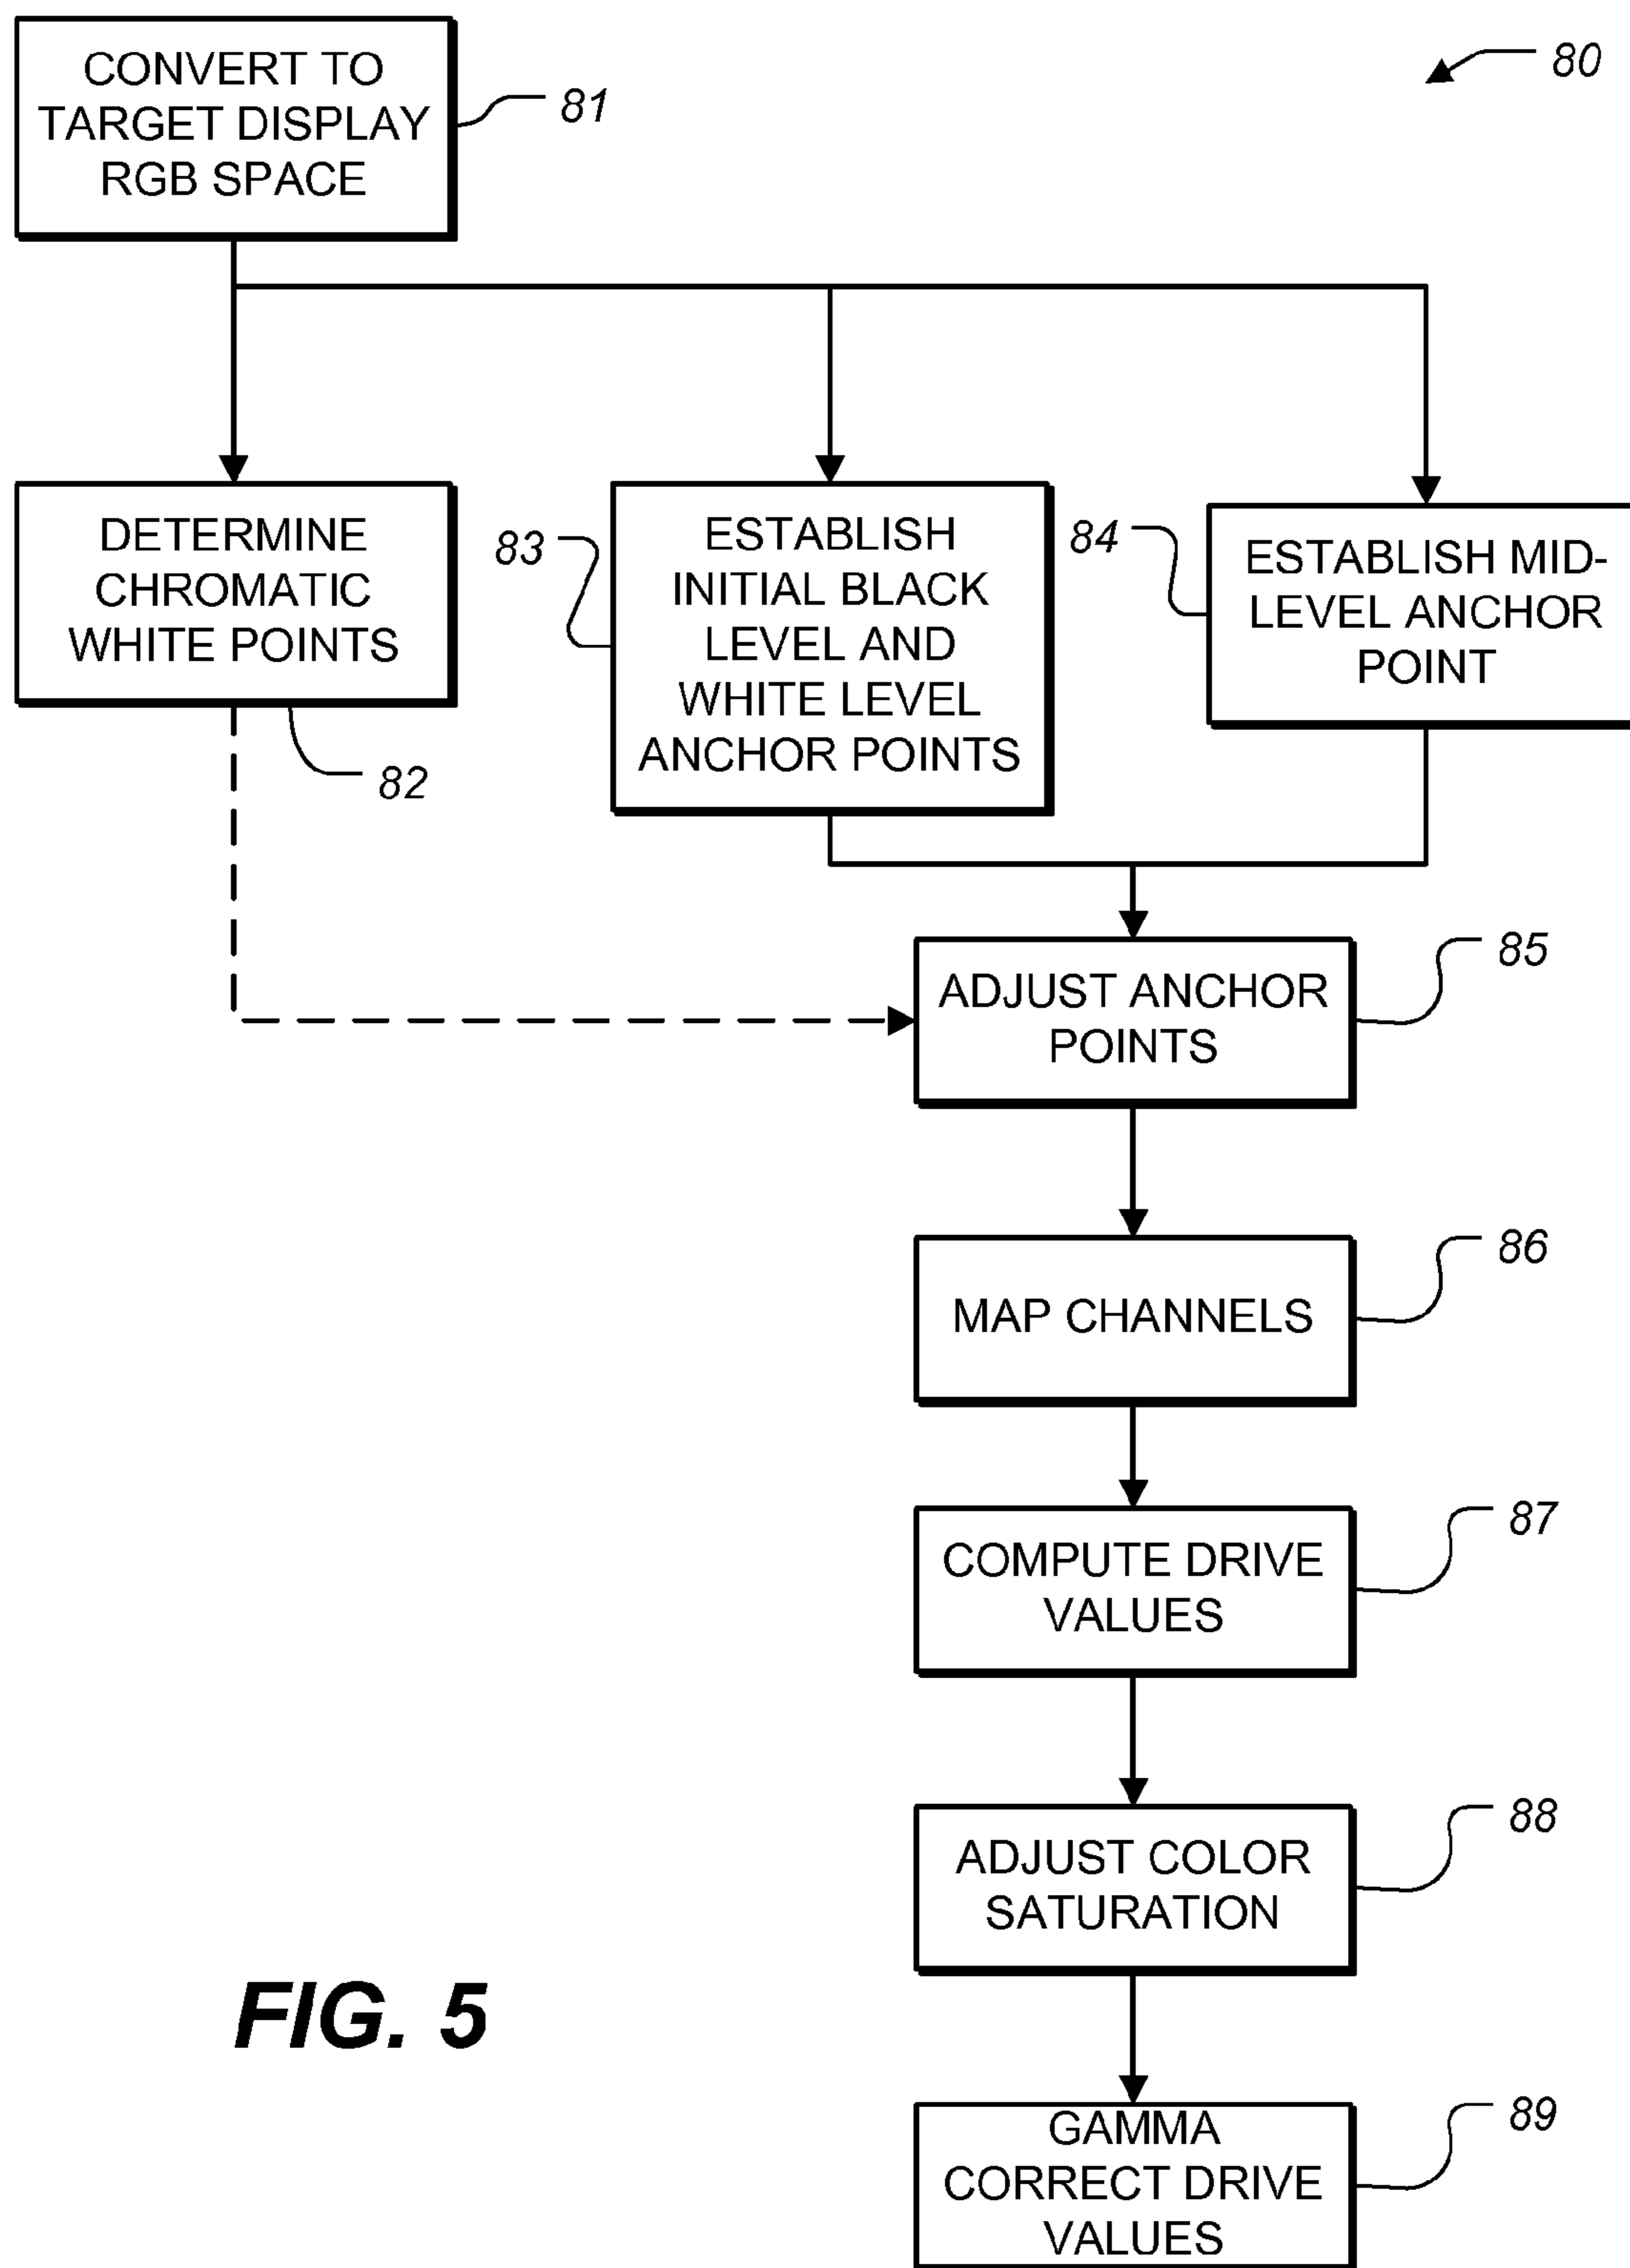 CONVERT TO
TARGET DISPLAY
RGB SPACE
81
80
DETERMINE
CHROMATIC
WHITE POINTS
82
83
ESTABLISH
INITIAL BLACK
LEVEL AND
WHITE LEVEL
ANCHOR POINTS
84
ESTABLISH MID-
LEVEL ANCHOR
POINT
85
ADJUST ANCHOR
POINTS
86
MAP CHANNELS
87
COMPUTE DRIVE
VALUES
88
ADJUST COLOR
SATURATION
89
GAMMA
CORRECT DRIVE
VALUES
FIG. 5